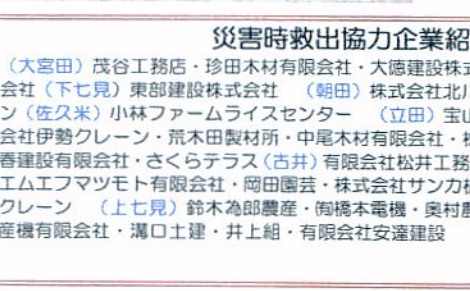 災害時救出協力企業紹
（大宮田）茂谷工務店・珍田木材有限会社・大徳建設株式
会社（下七見）東部建設株式会社　（朝田）株式会社北川
ン（佐久米）小林ファームライスセンター　（立田）宝山
会社伊勢クレーン・荒木田製材所・中尾木材有限会社・株
春建設有限会社・さくらテラス（古井）有限会社松井工務
エムエフマツモト有限会社・岡田園芸・株式会社サンカ
クレーン　（上七見）鈴木為郎農産・㈲橋本電機・奥村農
産機有限会社・溝口土建・井上組・有限会社安達建設